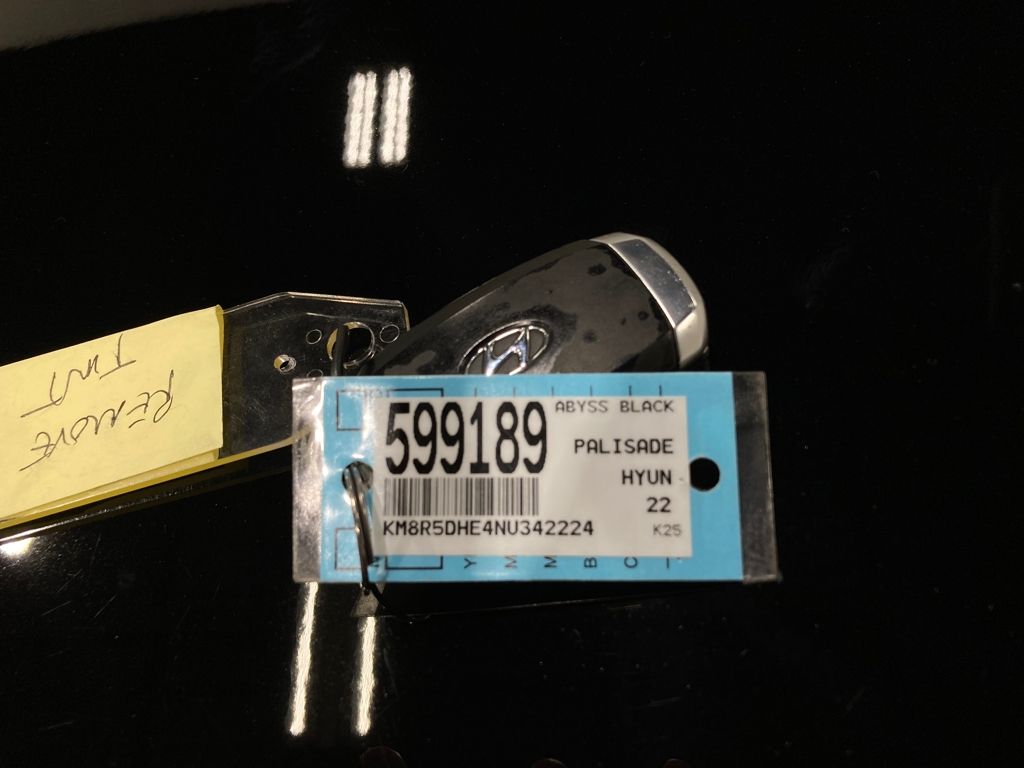 REMOVE
TINT
599189
ABYSS BLACK
PALISADE
HYUN
22
KM8R5DHE4NU342224
K25
Y
M
M
B
C